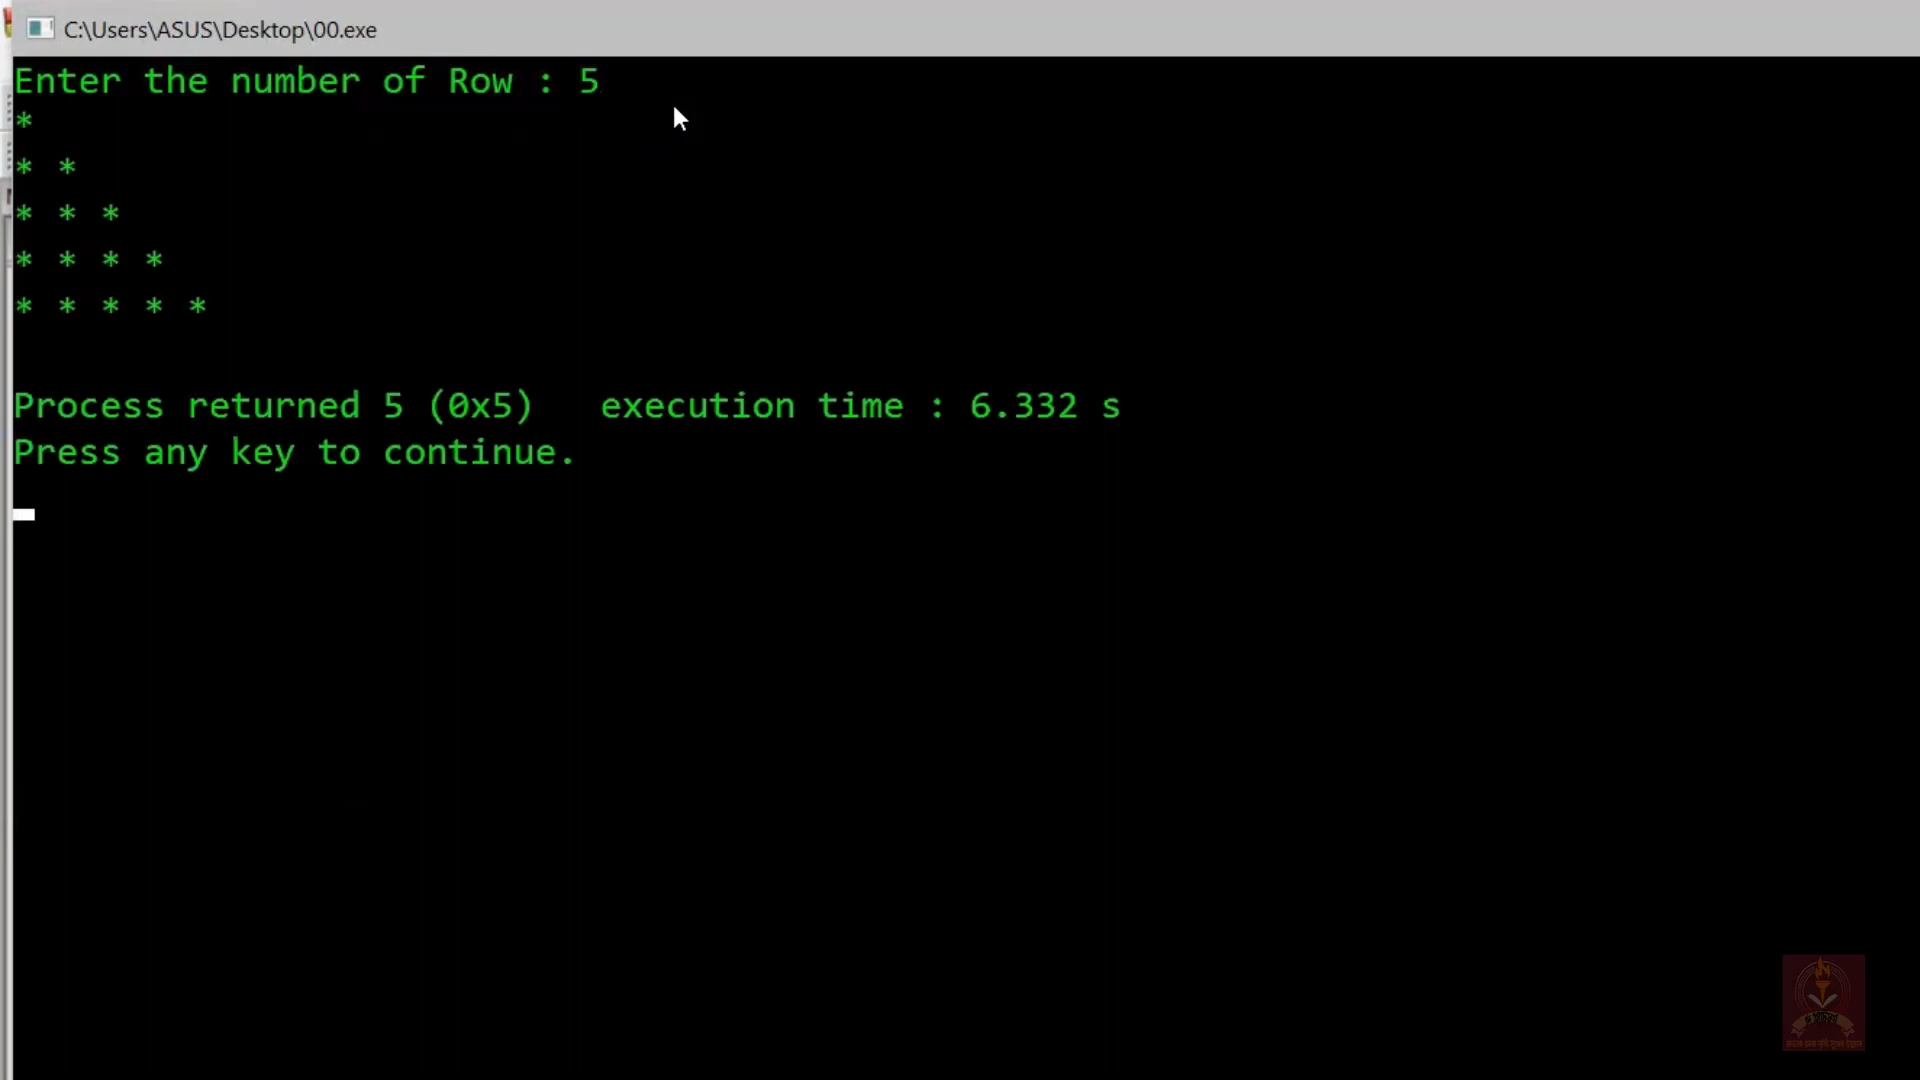 C:\Users\ASUS\Desktop\00.exe
Enter the number of Row : 5
*
* *
* * *
* * * *
* * * * *
Process returned 5 (0x5)   execution time : 6.332 s
Press any key to continue.